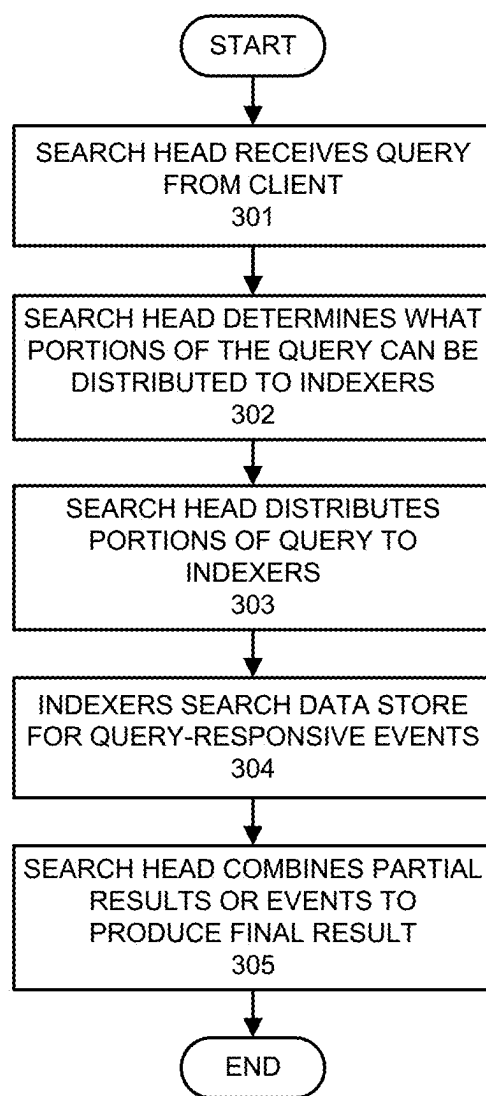 START
SEARCH HEAD RECEIVES QUERY
FROM CLIENT
301
SEARCH HEAD DETERMINES WHAT
PORTIONS OF THE QUERY CAN BE
DISTRIBUTED TO INDEXERS
302
SEARCH HEAD DISTRIBUTES
PORTIONS OF QUERY TO
INDEXERS
303
INDEXERS SEARCH DATA STORE
FOR QUERY-RESPONSIVE EVENTS
304
SEARCH HEAD COMBINES PARTIAL
RESULTS OR EVENTS TO
PRODUCE FINAL RESULT
305
END